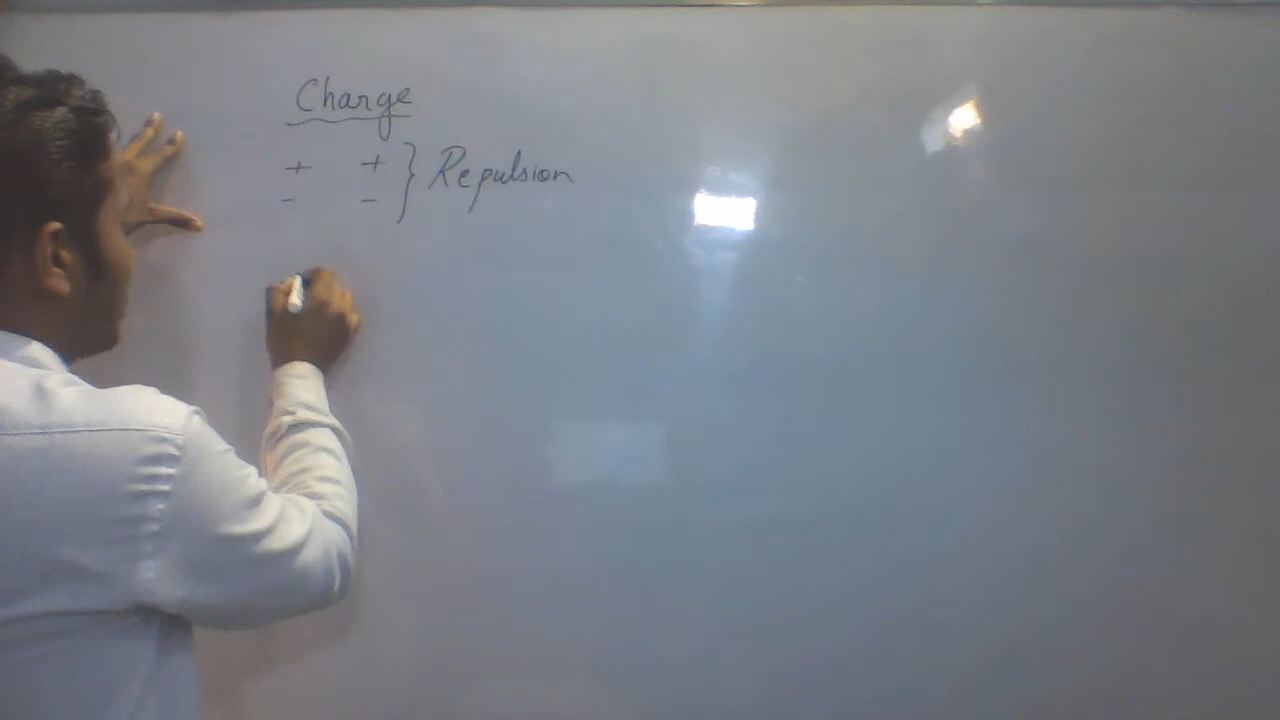 Charge
+ + } Repulsion
- -